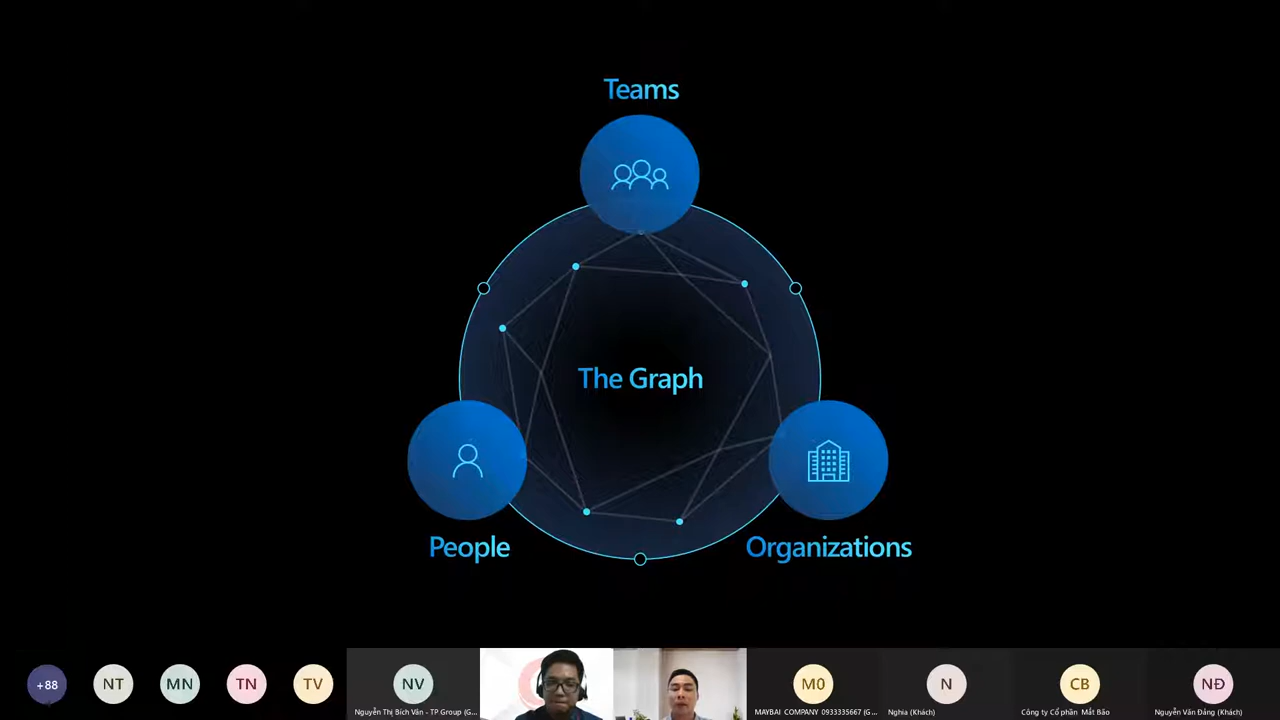 Teams
The Graph
People
Organizations
+88
NT
MN
TN
TV
NV
M0
N
CB
NĐ
Nguyễn Thị Bích Vân - TP Group (G...
MAYBAI COMPANY 0933335667 (G...
Nghia (Khách)
Công ty Cổ phần Mắt Bão
Nguyễn Văn Đảng (Khách)